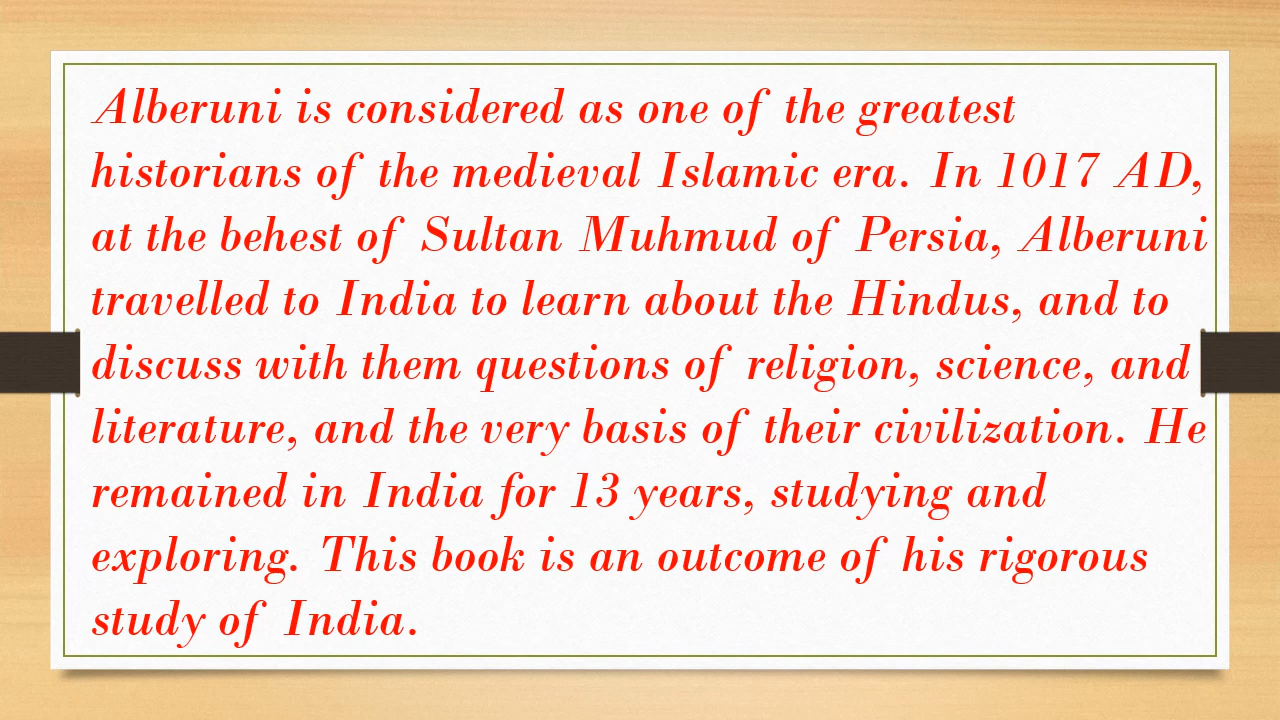 Alberuni is considered as one of the greatest
historians of the medieval Islamic era. In 1017 AD,
at the behest of Sultan Muhmud of Persia, Alberuni
travelled to India to learn about the Hindus, and to
discuss with them questions of religion, science, and
literature, and the very basis of their civilization. He
remained in India for 13 years, studying and
exploring. This book is an outcome of his rigorous
study of India.